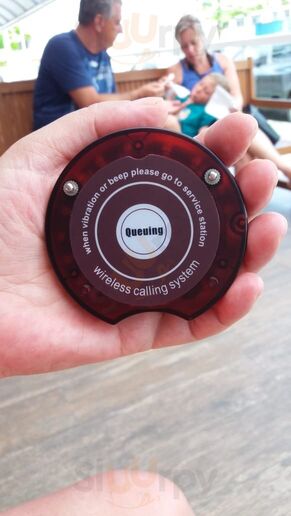 when vibration or beep please go to service station
Queuing
wireless calling system